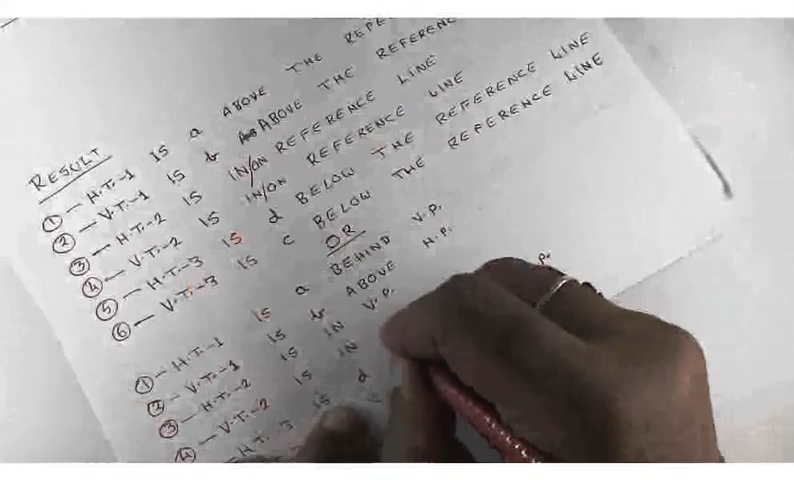 RESULT
① — H.T.-1 IS a ABOVE THE REFE
② — V.T.-1 IS b ABOVE THE REFERENC
③ — H.T.-2 IS IN/ON REFERENCE LINE
④ — V.T.-2 IS IN/ON REFERENCE LINE
⑤ — H.T.-3 IS d BELOW THE REFERENCE LINE
⑥ — V.T.-3 IS c BELOW THE REFERENCE LINE
OR
① — H.T.-1 IS a BEHIND V.P.
② — V.T.-1 IS b ABOVE H.P.
③ — H.T.-2 IS IN V.P.
④ — V.T.-2 IS IN
H.T. 3 IS d